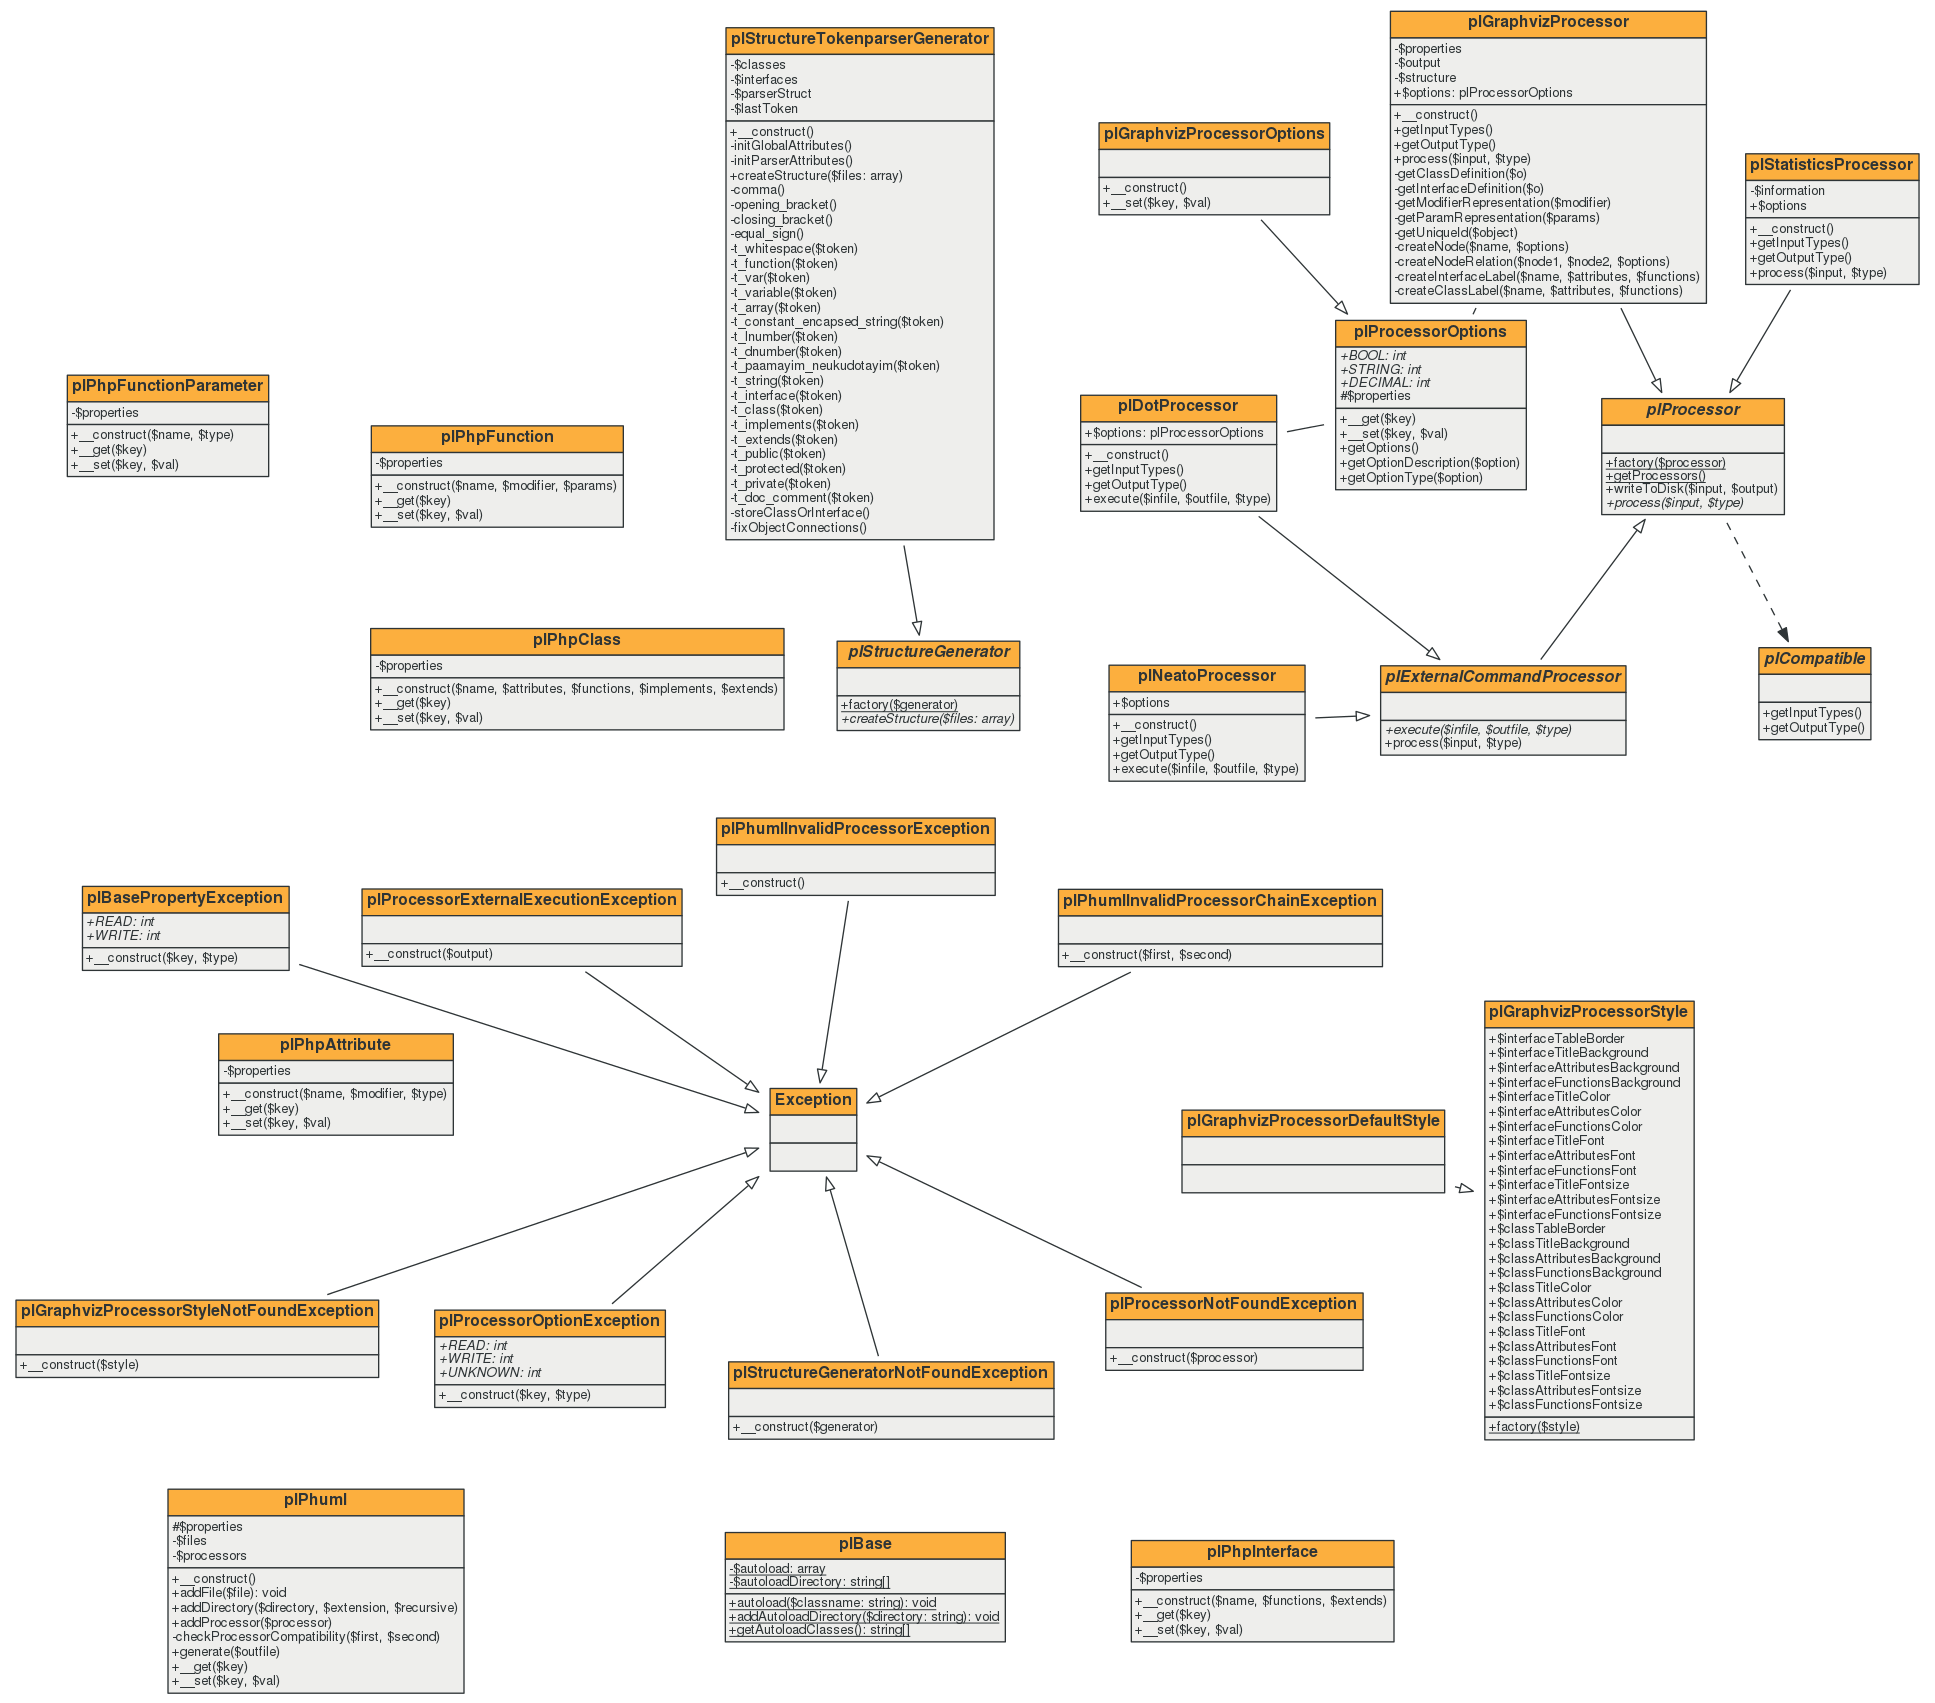 plStructureTokenparserGenerator
-$classes
-$interfaces
-$parserStruct
-$lastToken
+__construct()
-initGlobalAttributes()
-initParserAttributes()
+createStructure($files: array)
-comma()
-opening_bracket()
-closing_bracket()
-equal_sign()
-t_whitespace($token)
-t_function($token)
-t_var($token)
-t_variable($token)
-t_array($token)
-t_constant_encapsed_string($token)
-t_lnumber($token)
-t_dnumber($token)
-t_paamayim_neukudotayim($token)
-t_string($token)
-t_interface($token)
-t_class($token)
-t_implements($token)
-t_extends($token)
-t_public($token)
-t_protected($token)
-t_private($token)
-t_doc_comment($token)
-storeClassOrInterface()
-fixObjectConnections()
plGraphvizProcessor
-$properties
-$output
-$structure
+$options: plProcessorOptions
+__construct()
+getInputTypes()
+getOutputType()
+process($input, $type)
-getClassDefinition($o)
-getInterfaceDefinition($o)
-getModifierRepresentation($modifier)
-getParamRepresentation($params)
-getUniqueId($object)
-createNode($name, $options)
-createNodeRelation($node1, $node2, $options)
-createInterfaceLabel($name, $attributes, $functions)
-createClassLabel($name, $attributes, $functions)
plGraphvizProcessorOptions
+__construct()
+__set($key, $val)
plStatisticsProcessor
-$information
+$options
+__construct()
+getInputTypes()
+getOutputType()
+process($input, $type)
plProcessorOptions
+BOOL: int
+STRING: int
+DECIMAL: int
#$properties
+__get($key)
+__set($key, $val)
+getOptions()
+getOptionDescription($option)
+getOptionType($option)
plPhpFunctionParameter
-$properties
+__construct($name, $type)
+__get($key)
+__set($key, $val)
plPhpFunction
-$properties
+__construct($name, $modifier, $params)
+__get($key)
+__set($key, $val)
plDotProcessor
+$options: plProcessorOptions
+__construct()
+getInputTypes()
+getOutputType()
+execute($infile, $outfile, $type)
plProcessor
+factory($processor)
+getProcessors()
+writeToDisk($input, $output)
+process($input, $type)
plPhpClass
-$properties
+__construct($name, $attributes, $functions, $implements, $extends)
+__get($key)
+__set($key, $val)
plStructureGenerator
+factory($generator)
+createStructure($files: array)
plNeatoProcessor
+$options
+__construct()
+getInputTypes()
+getOutputType()
+execute($infile, $outfile, $type)
plExternalCommandProcessor
+execute($infile, $outfile, $type)
+process($input, $type)
plCompatible
+getInputTypes()
+getOutputType()
plPhumlInvalidProcessorException
+__construct()
plBasePropertyException
+READ: int
+WRITE: int
+__construct($key, $type)
plProcessorExternalExecutionException
+__construct($output)
plPhumlInvalidProcessorChainException
+__construct($first, $second)
plPhpAttribute
-$properties
+__construct($name, $modifier, $type)
+__get($key)
+__set($key, $val)
Exception
plGraphvizProcessorDefaultStyle
plGraphvizProcessorStyle
+$interfaceTableBorder
+$interfaceTitleBackground
+$interfaceAttributesBackground
+$interfaceFunctionsBackground
+$interfaceTitleColor
+$interfaceAttributesColor
+$interfaceFunctionsColor
+$interfaceTitleFont
+$interfaceAttributesFont
+$interfaceFunctionsFont
+$interfaceTitleFontsize
+$interfaceAttributesFontsize
+$interfaceFunctionsFontsize
+$classTableBorder
+$classTitleBackground
+$classAttributesBackground
+$classFunctionsBackground
+$classTitleColor
+$classAttributesColor
+$classFunctionsColor
+$classTitleFont
+$classAttributesFont
+$classFunctionsFont
+$classTitleFontsize
+$classAttributesFontsize
+$classFunctionsFontsize
+factory($style)
plGraphvizProcessorStyleNotFoundException
+__construct($style)
plProcessorOptionException
+READ: int
+WRITE: int
+UNKNOWN: int
+__construct($key, $type)
plStructureGeneratorNotFoundException
+__construct($generator)
plProcessorNotFoundException
+__construct($processor)
plPhuml
#$properties
-$files
-$processors
+__construct()
+addFile($file): void
+addDirectory($directory, $extension, $recursive)
+addProcessor($processor)
-checkProcessorCompatibility($first, $second)
+generate($outfile)
+__get($key)
+__set($key, $val)
plBase
-$autoload: array
-$autoloadDirectory: string[]
+autoload($classname: string): void
+addAutoloadDirectory($directory: string): void
+getAutoloadClasses(): string[]
plPhpInterface
-$properties
+__construct($name, $functions, $extends)
+__get($key)
+__set($key, $val)